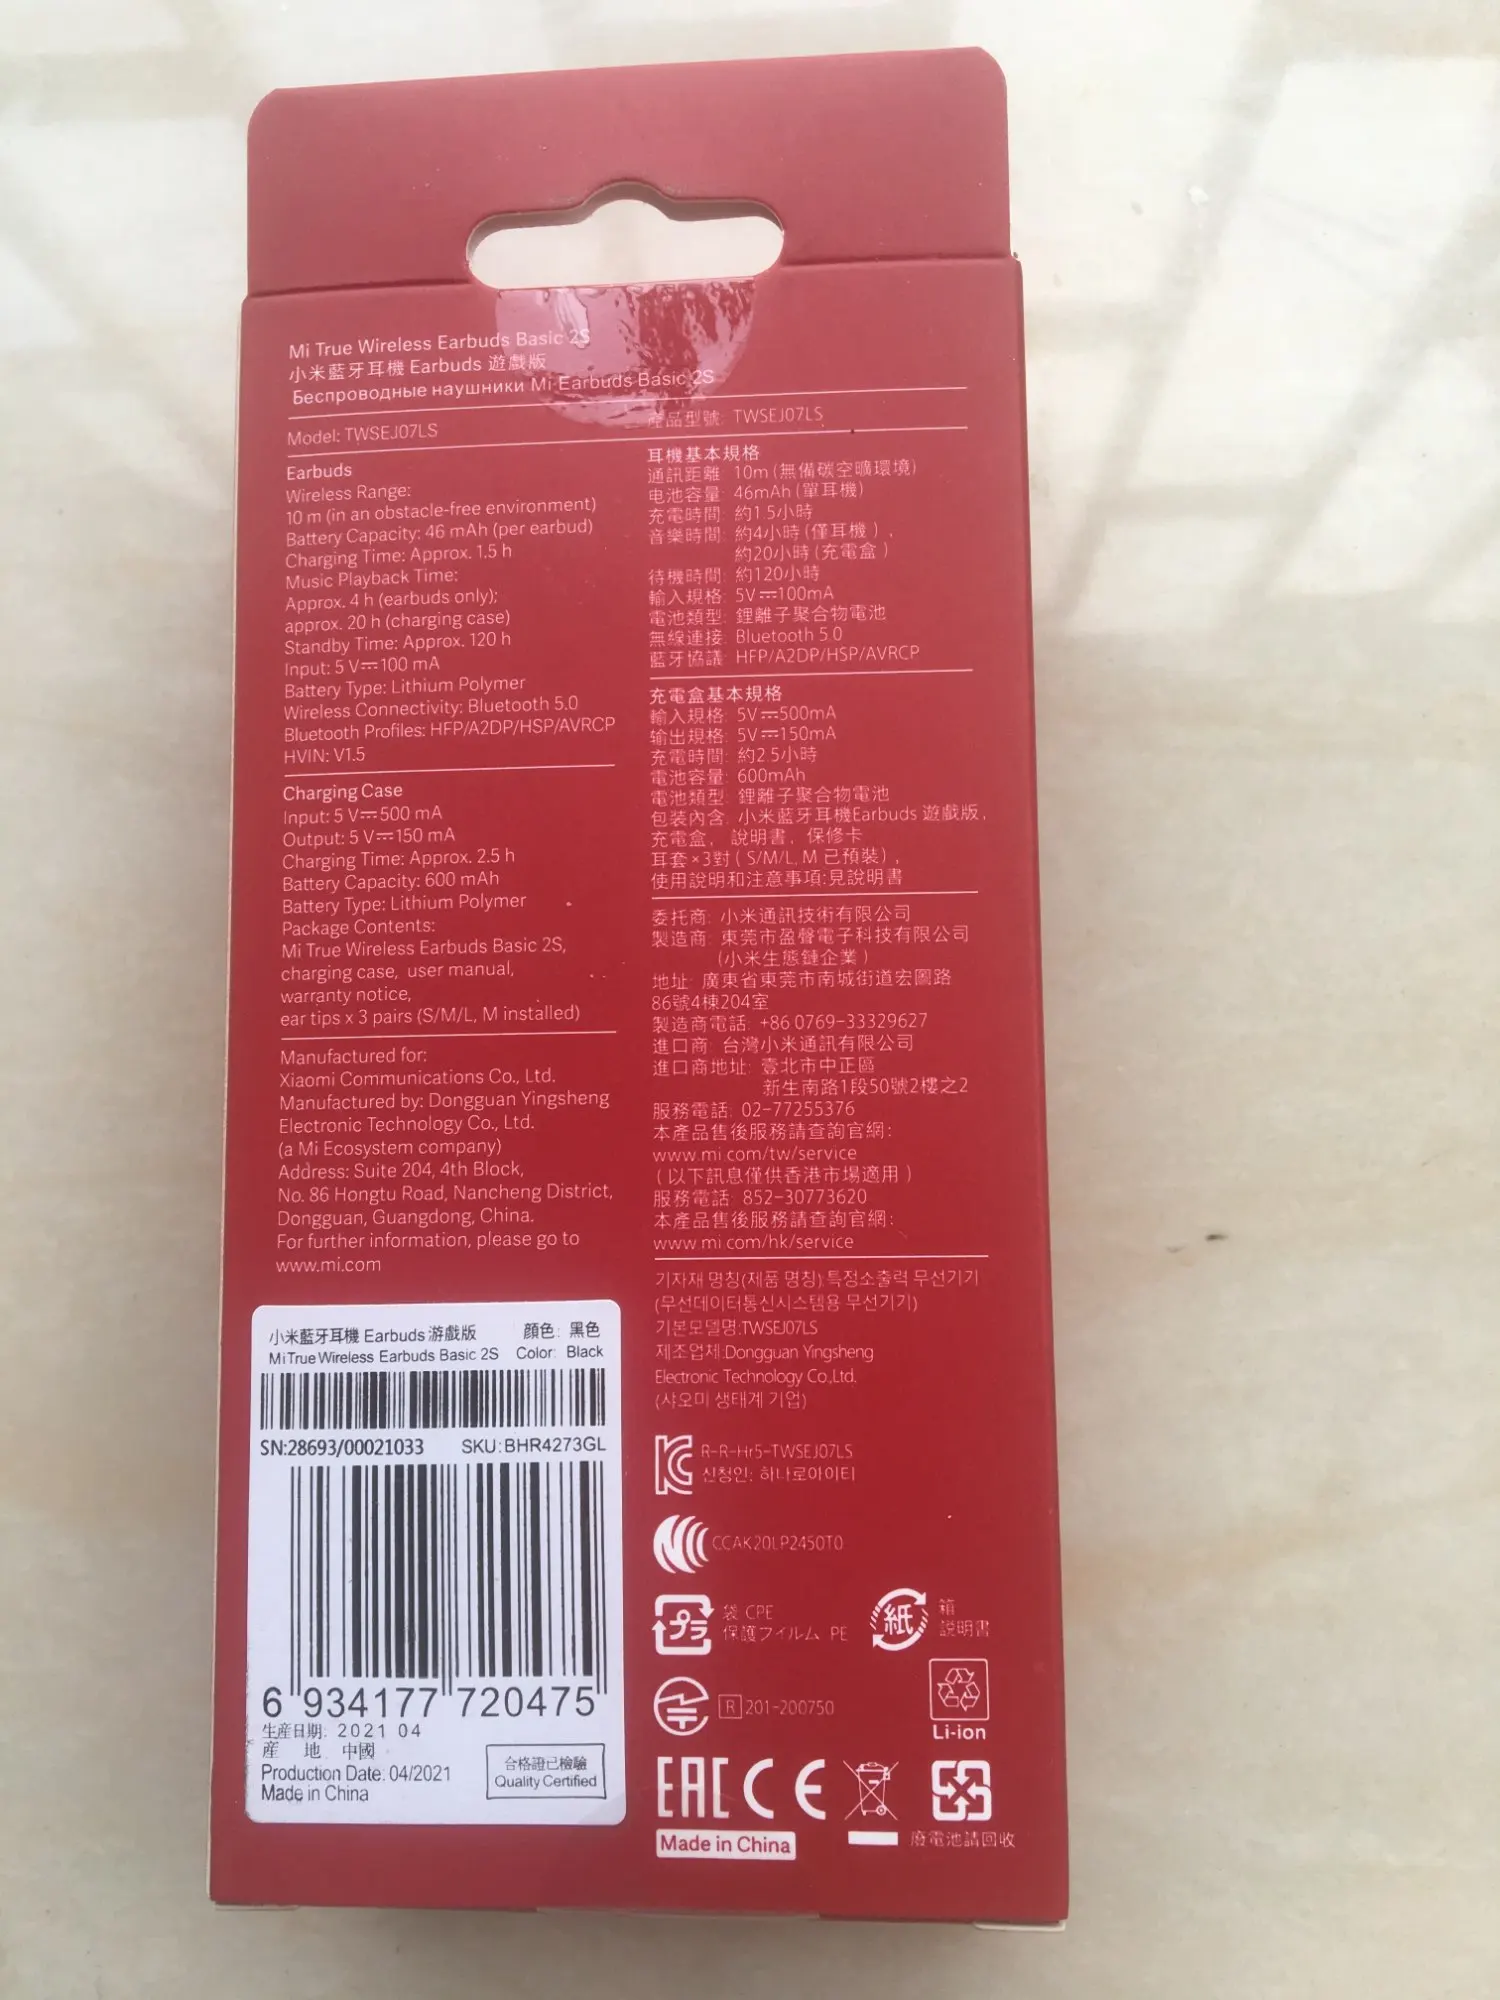 Mi True Wireless Earbuds Basic 2S
小米藍牙耳機 Earbuds 遊戲版
Беспроводные наушники Mi Earbuds Basic 2S
Model: TWSEJ07LS
Earbuds
Wireless Range:
10 m (in an obstacle-free environment)
Battery Capacity: 46 mAh (per earbud)
Charging Time: Approx. 1.5 h
Music Playback Time:
Approx. 4 h (earbuds only);
approx. 20 h (charging case)
Standby Time: Approx. 120 h
Input: 5 V⎓100 mA
Battery Type: Lithium Polymer
Wireless Connectivity: Bluetooth 5.0
Bluetooth Profiles: HFP/A2DP/HSP/AVRCP
HVIN: V1.5
Charging Case
Input: 5 V⎓500 mA
Output: 5 V⎓150 mA
Charging Time: Approx. 2.5 h
Battery Capacity: 600 mAh
Battery Type: Lithium Polymer
Package Contents:
Mi True Wireless Earbuds Basic 2S,
charging case, user manual,
warranty notice,
ear tips x 3 pairs (S/M/L, M installed)
Manufactured for:
Xiaomi Communications Co., Ltd.
Manufactured by: Dongguan Yingsheng
Electronic Technology Co., Ltd.
(a Mi Ecosystem company)
Address: Suite 204, 4th Block,
No. 86 Hongtu Road, Nancheng District,
Dongguan, Guangdong, China.
For further information, please go to
www.mi.com
產品型號: TWSEJ07LS
耳機基本規格
通訊距離: 10m (無備碳空曠環境)
电池容量: 46mAh (單耳機)
充電時間: 約1.5小時
音樂時間: 約4小時 (僅耳機),
約20小時 (充電盒)
待機時間: 約120小時
輸入規格: 5V⎓100mA
電池類型: 鋰離子聚合物電池
無線連接: Bluetooth 5.0
藍牙協議: HFP/A2DP/HSP/AVRCP
充電盒基本規格
輸入規格: 5V⎓500mA
输出規格: 5V⎓150mA
充電時間: 約2.5小時
電池容量: 600mAh
電池類型: 鋰離子聚合物電池
包裝內含: 小米藍牙耳機Earbuds 遊戲版,
充電盒, 說明書, 保修卡
耳套×3對 (S/M/L, M 已預裝),
使用說明和注意事項:見說明書
委托商: 小米通訊技術有限公司
製造商: 東莞市盈聲電子科技有限公司
(小米生態鏈企業)
地址: 廣東省東莞市南城街道宏圖路
86號4棟204室
製造商電話: +86 0769-33329627
進口商: 台灣小米通訊有限公司
進口商地址: 臺北市中正區
新生南路1段50號2樓之2
服務電話: 02-77255376
本產品售後服務請查詢官網:
www.mi.com/tw/service
(以下訊息僅供香港市場適用)
服務電話: 852-30773620
本產品售後服務請查詢官網:
www.mi.com/hk/service
기자재 명칭(제품 명칭):특정소출력 무선기기
(무선데이터통신시스템용 무선기기)
기본모델명:TWSEJ07LS
제조업체:Dongguan Yingsheng
Electronic Technology Co.,Ltd.
(샤오미 생태계 기업)
R-R-Hr5-TWSEJ07LS
신청인: 하나로아이티
CCAK20LP2450T0
プラ 袋 CPE
保護フィルム PE
紙 箱
説明書
R 201-200750
Li-ion
EAC CE
Made in China
廢電池請回收
小米藍牙耳機 Earbuds 游戲版 顏色: 黑色
Mi True Wireless Earbuds Basic 2S Color: Black
SN:28693/00021033 SKU:BHR4273GL
6 934177 720475
生産日期: 2021 04
産 地 中國
Production Date: 04/2021
Made in China
合格證已檢驗
Quality Certified